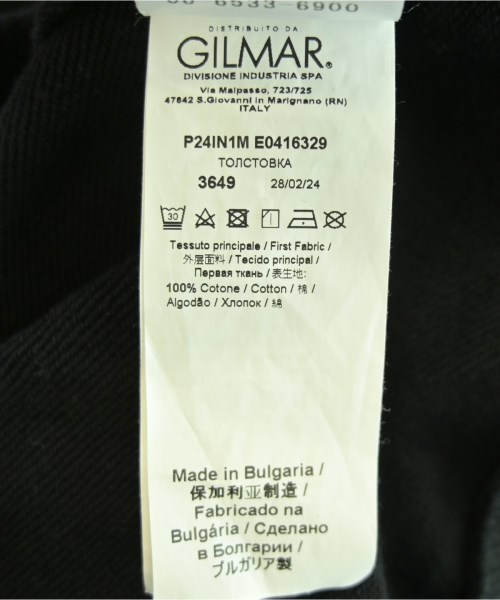 6533-6900
DISTRIBUITO DA:
GILMAR®
DIVISIONE INDUSTRIA SPA
Via Malpasso, 723/725
47842 S.Giovanni in Marignano (RN)
ITALY
P24IN1M E0416329
ТОЛСТОВКА
3649 28/02/24
30
Tessuto principale / First Fabric /
外层面料 / Tecido principal /
Первая ткань / 表生地:
100% Cotone / Cotton / 棉 /
Algodão / Хлопок / 綿
Made in Bulgaria /
保加利亚制造 /
Fabricado na
Bulgária / Сделано
в Болгарии /
ブルガリア製